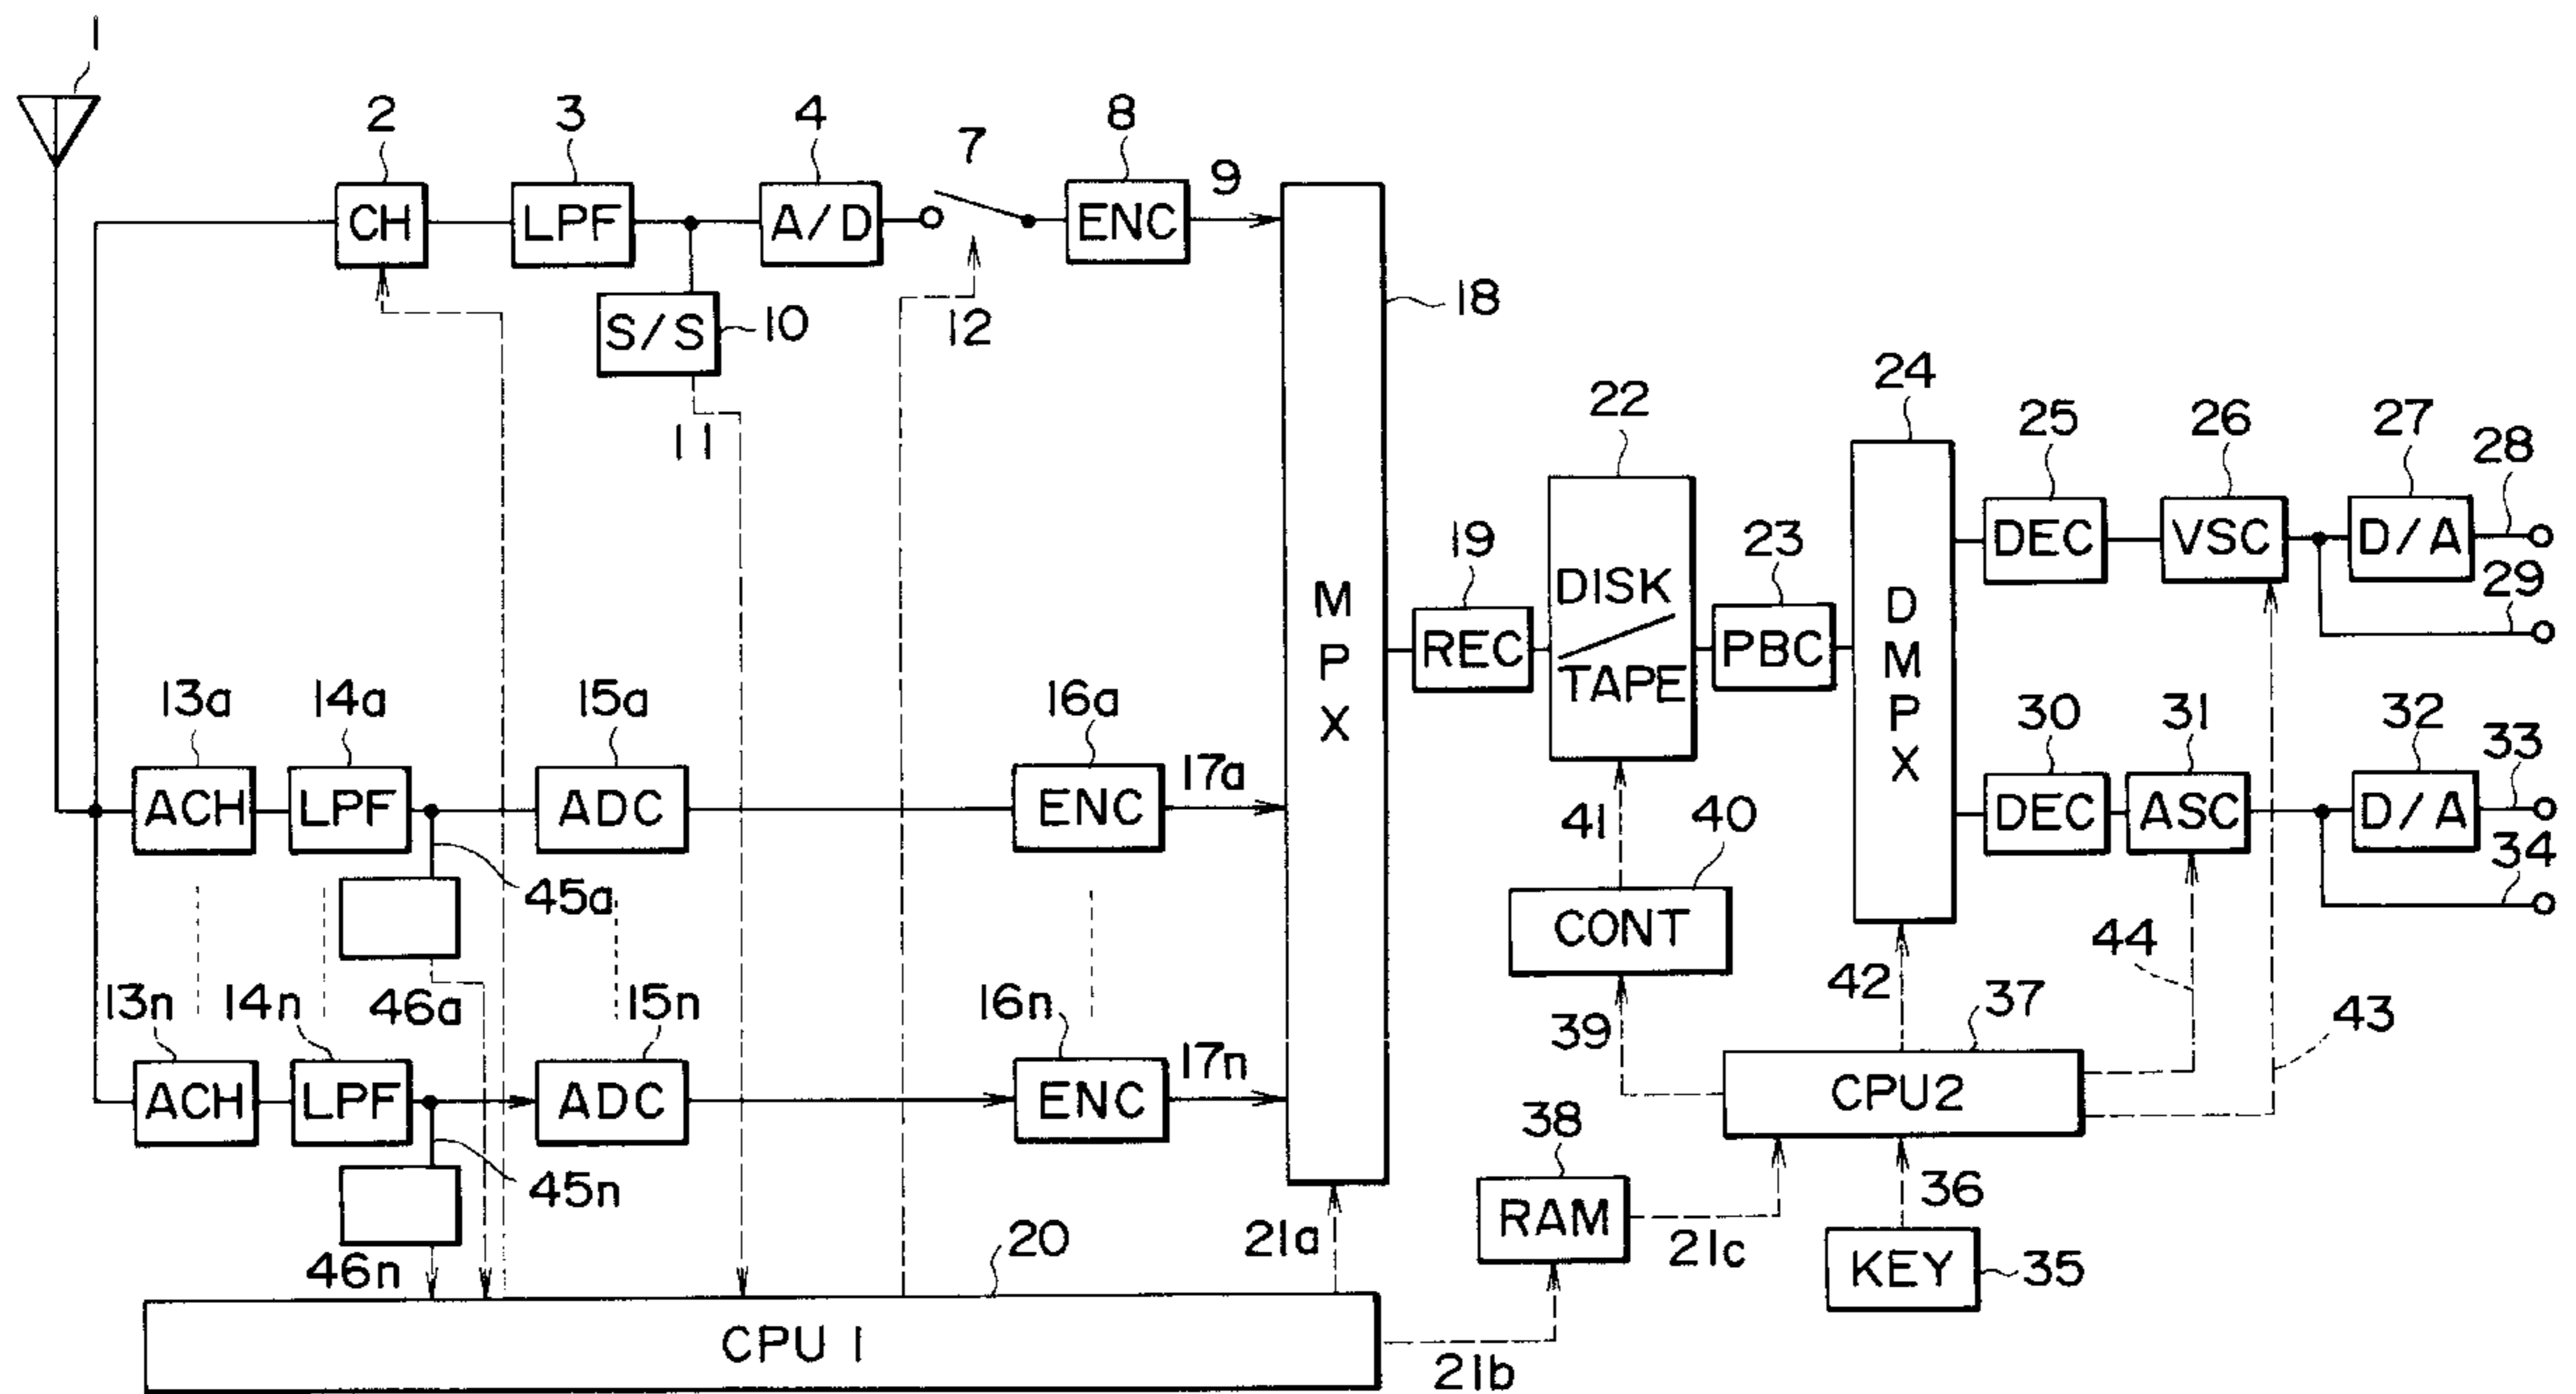 1
2 3 4 7 8 9
CH LPF A/D ENC
S/S 10 12 18
11
24
22 25 26 27 28
DEC VSC D/A
19 23 29
MPX
DISK/TAPE
DMPX
REC PBC
13a 14a 15a 16a 17a
ACH LPF ADC ENC
30 31 32 33
DEC ASC D/A
34
41 40
45a
CONT
44
42
13n 14n 46a 15n 16n
39 37 43
17n
ACH LPF ADC ENC
CPU2
38
45n
RAM
36
21c
46n 20 21a
KEY 35
CPU 1
21b